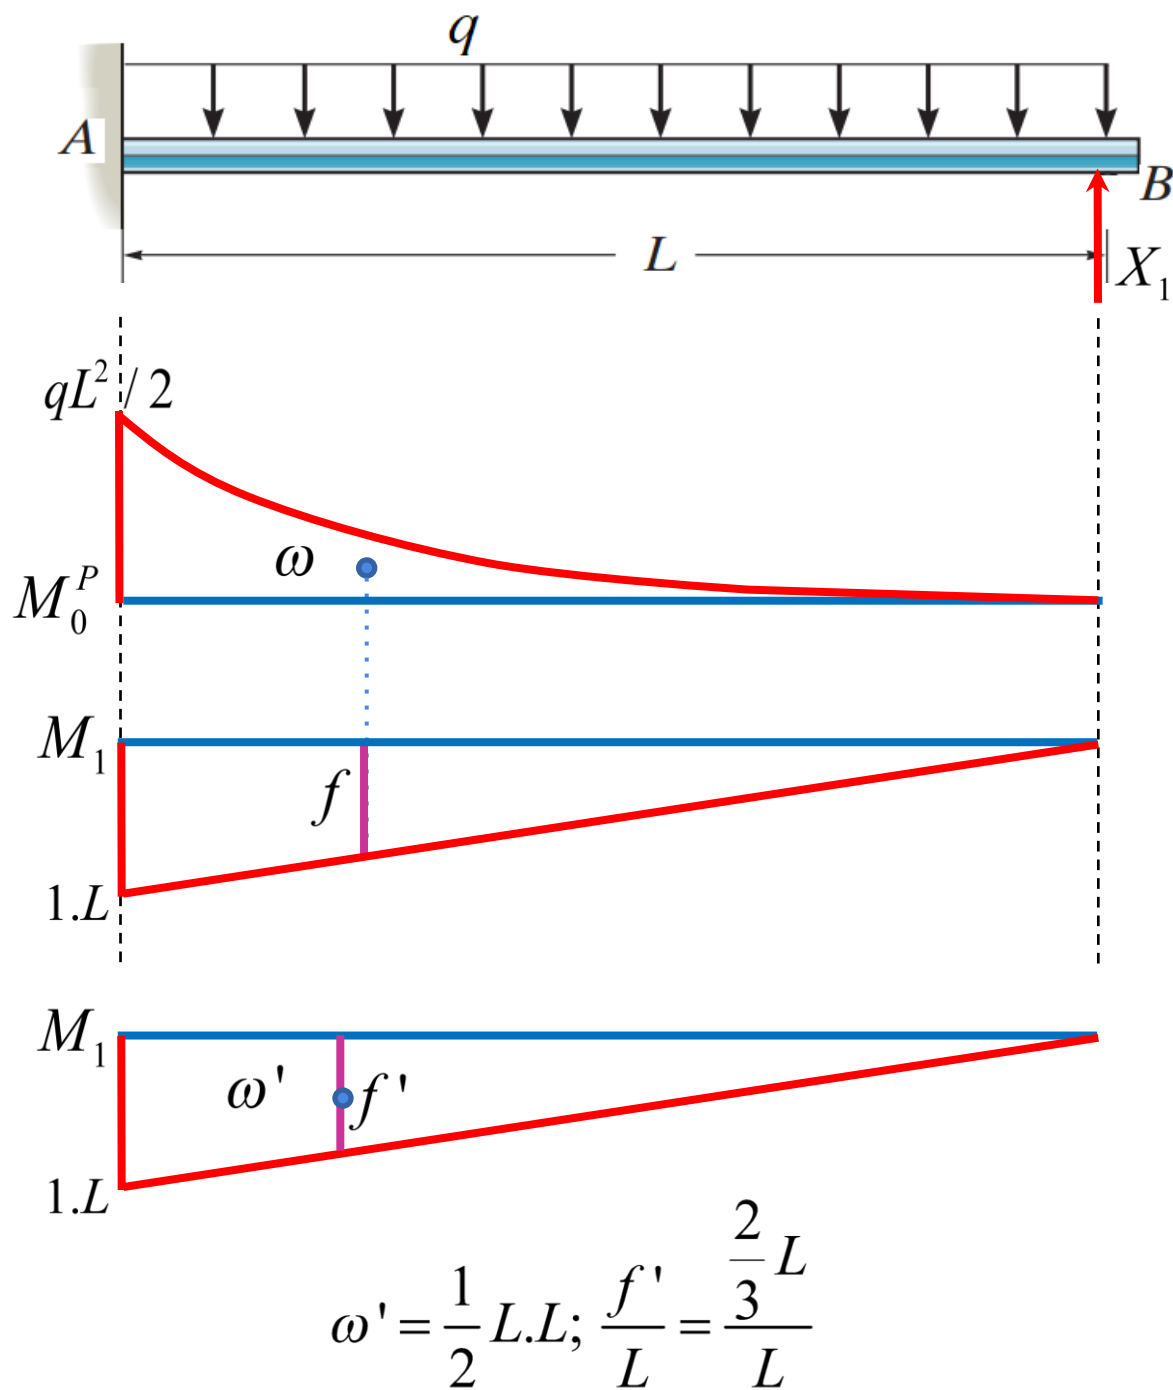 q
A
B
L
X₁
qL² / 2
ω
M₀ᴾ
M₁
f
1.L
M₁
ω' f '
1.L
ω' = 1/2 L.L; f '/L = (2/3 L)/L